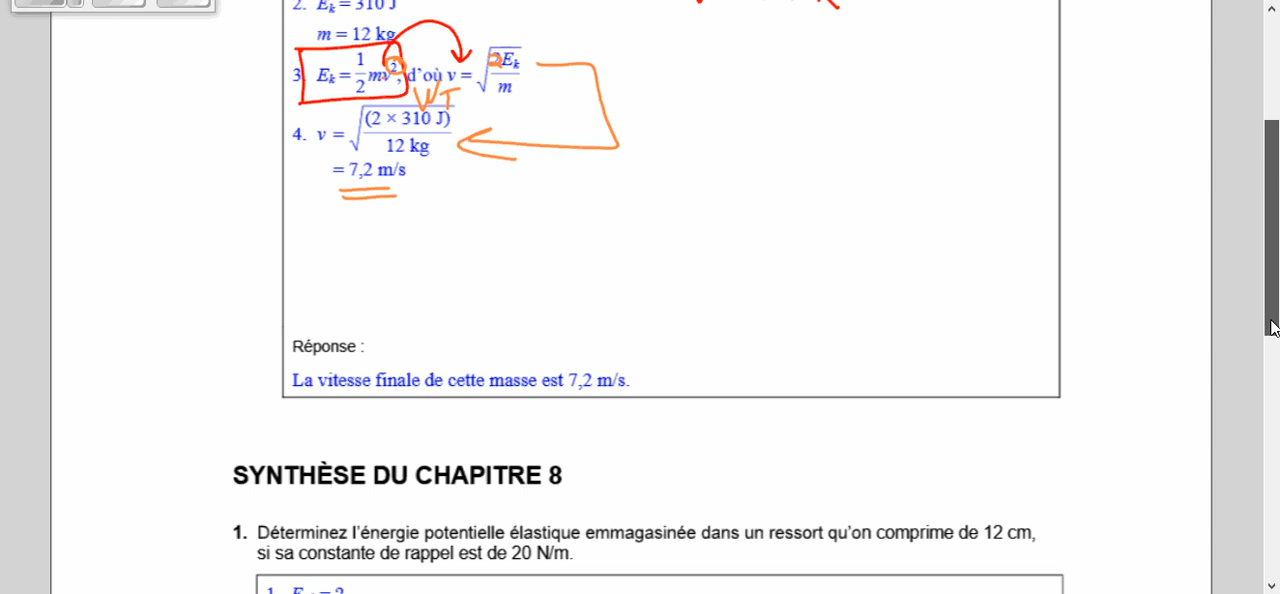 2. Eₖ = 310 J
m = 12 kg
3. Eₖ = 1/2 mv², d'où v = √(2Eₖ/m)
WT
4. v = √((2 × 310 J)/12 kg)
= 7,2 m/s
Réponse :
La vitesse finale de cette masse est 7,2 m/s.
SYNTHÈSE DU CHAPITRE 8
1. Déterminez l'énergie potentielle élastique emmagasinée dans un ressort qu'on comprime de 12 cm,
si sa constante de rappel est de 20 N/m.